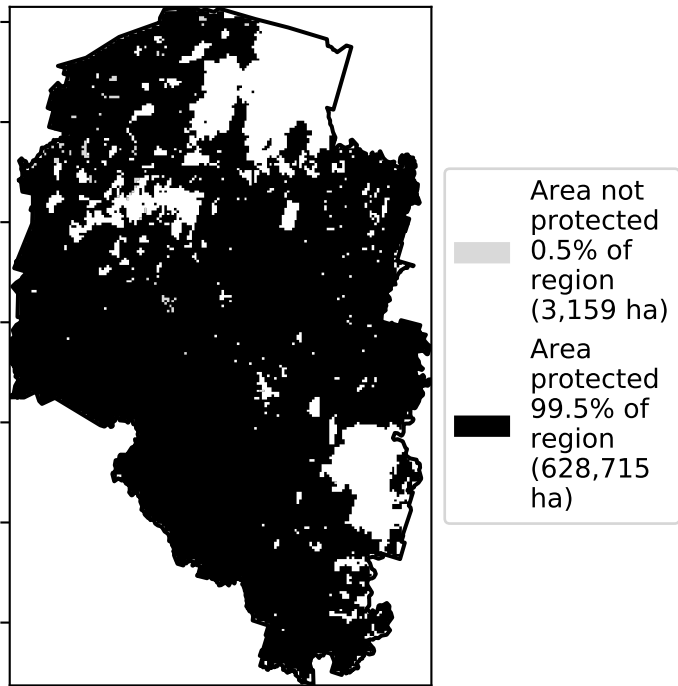 Area not
protected
0.5% of
region
(3,159 ha)
Area
protected
99.5% of
region
(628,715
ha)